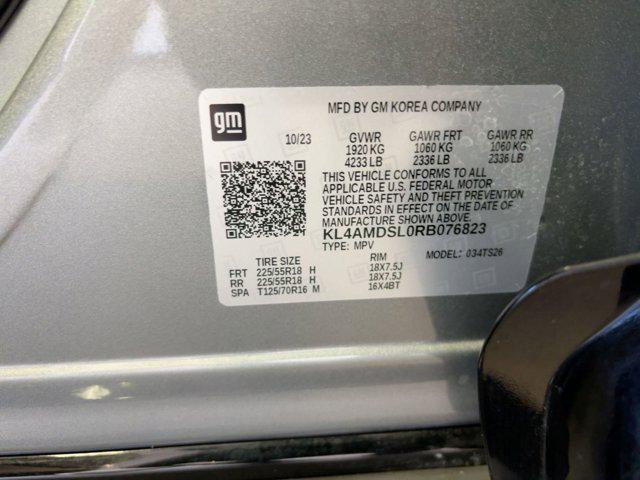 gm
MFD BY GM KOREA COMPANY
10/23 GVWR GAWR FRT GAWR RR
1920 KG 1060 KG 1060 KG
4233 LB 2336 LB 2336 LB
THIS VEHICLE CONFORMS TO ALL
APPLICABLE U.S. FEDERAL MOTOR
VEHICLE SAFETY AND THEFT PREVENTION
STANDARDS IN EFFECT ON THE DATE OF
MANUFACTURE SHOWN ABOVE.
KL4AMDSL0RB076823
TYPE: MPV MODEL: 034TS26
TIRE SIZE RIM
FRT 225/55R18 H 18X7.5J
RR 225/55R18 H 18X7.5J
SPA T125/70R16 M 16X4BT